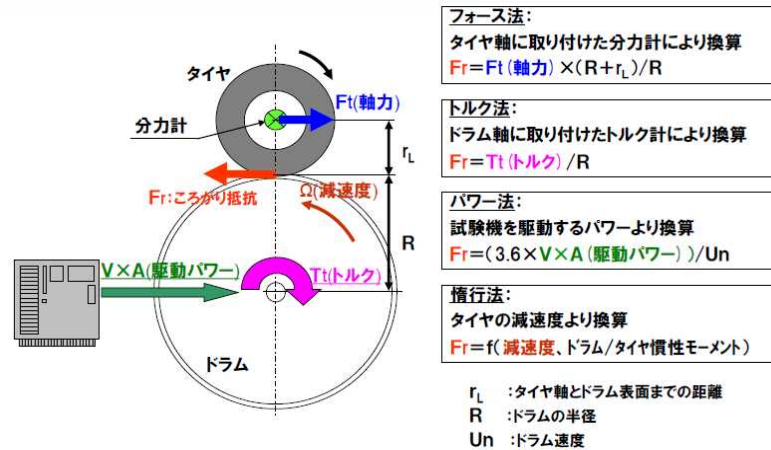 タイヤ
Ft(軸力)
分力計
rL
Fr:ころがり抵抗
Ω(減速度)
R
V×A(駆動パワー)
Tt(トルク)
ドラム
フォース法:
タイヤ軸に取り付けた分力計により換算
Fr=Ft(軸力)×(R+rL)/R
トルク法:
ドラム軸に取り付けたトルク計により換算
Fr=Tt(トルク)/R
パワー法:
試験機を駆動するパワーより換算
Fr=(3.6×V×A(駆動パワー))/Un
惰行法:
タイヤの減速度より換算
Fr=f(減速度、ドラム/タイヤ慣性モーメント)
rL :タイヤ軸とドラム表面までの距離
R :ドラムの半径
Un :ドラム速度